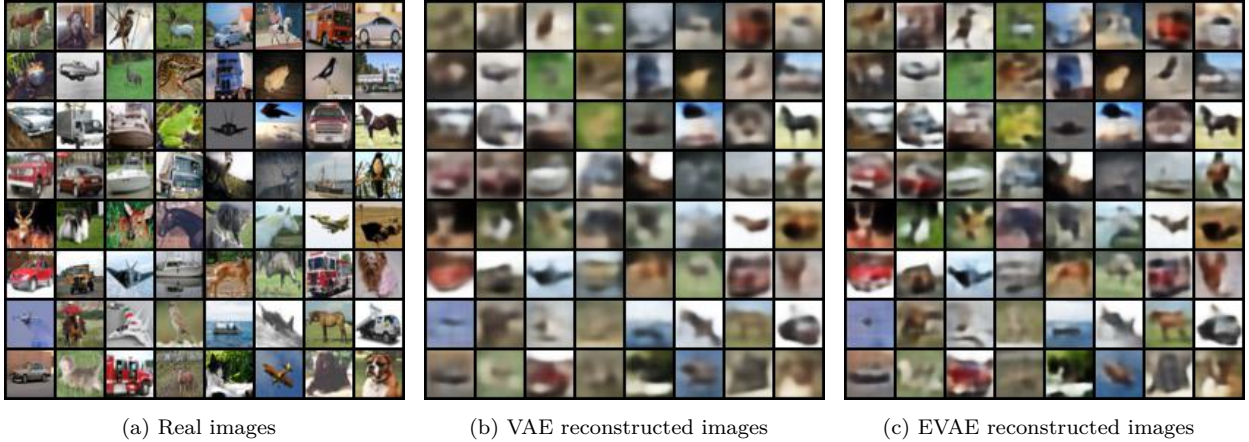 (a) Real images
(b) VAE reconstructed images
(c) EVAE reconstructed images